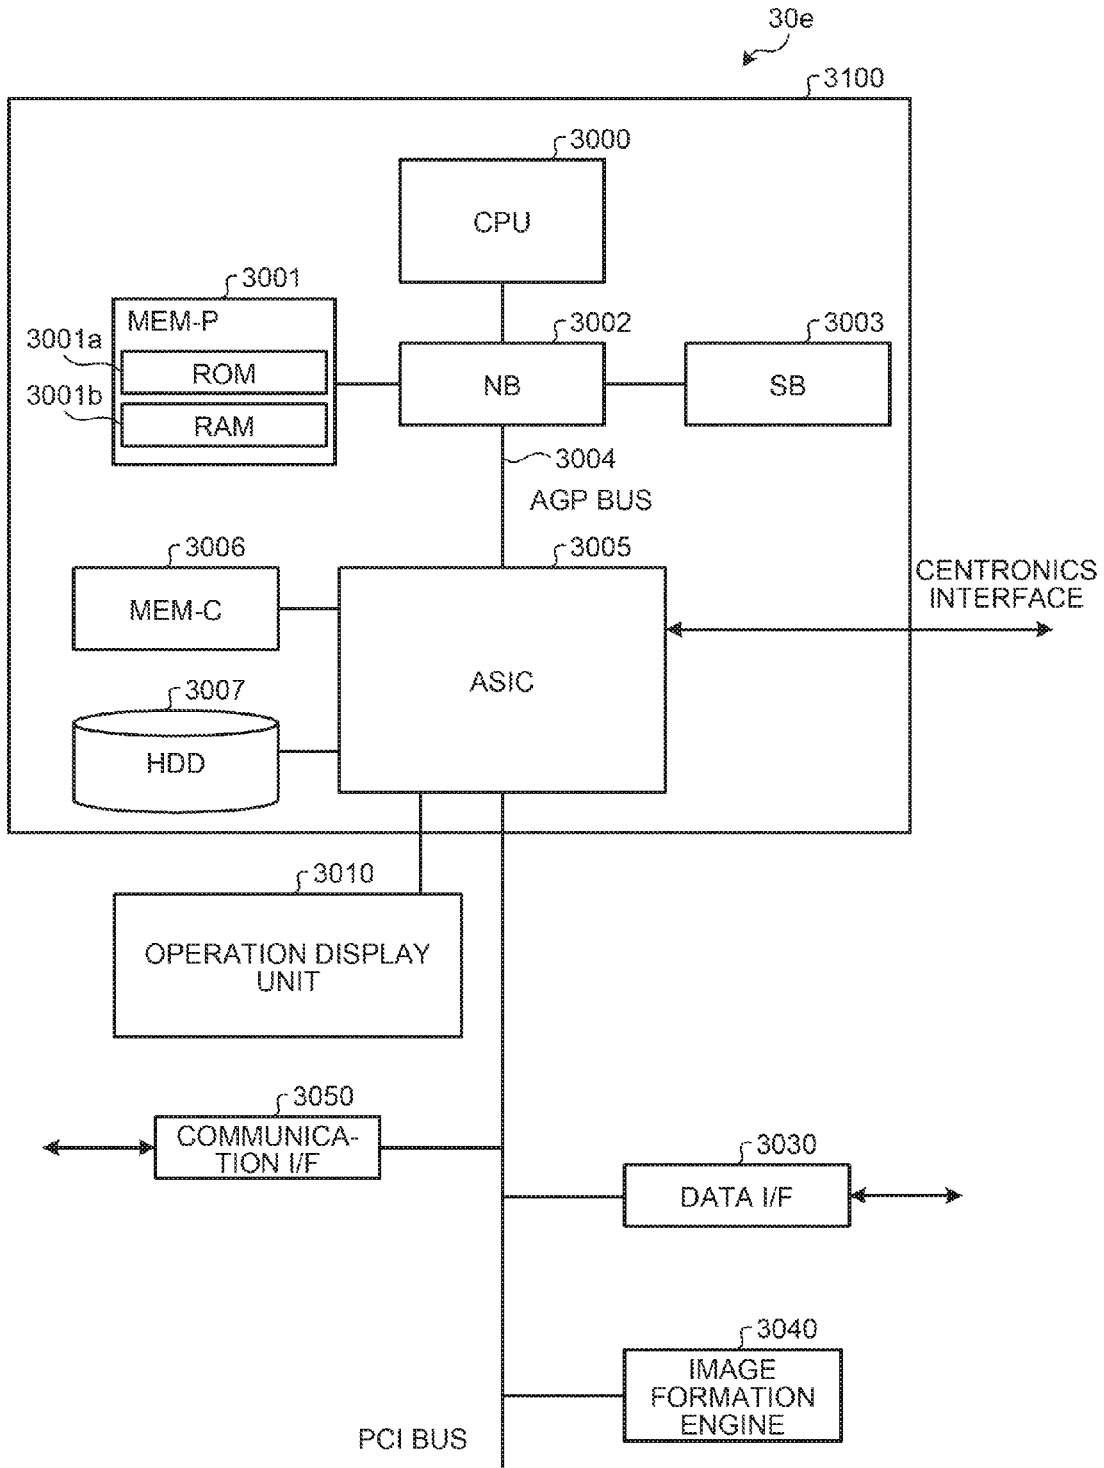 30e
3100
3000
CPU
3001
MEM-P
3001a
ROM
3001b
RAM
3002
NB
3003
SB
3004
AGP BUS
3006
MEM-C
3005
ASIC
CENTRONICS
INTERFACE
3007
HDD
3010
OPERATION DISPLAY
UNIT
3050
COMMUNICA-
TION I/F
3030
DATA I/F
3040
IMAGE
FORMATION
ENGINE
PCI BUS